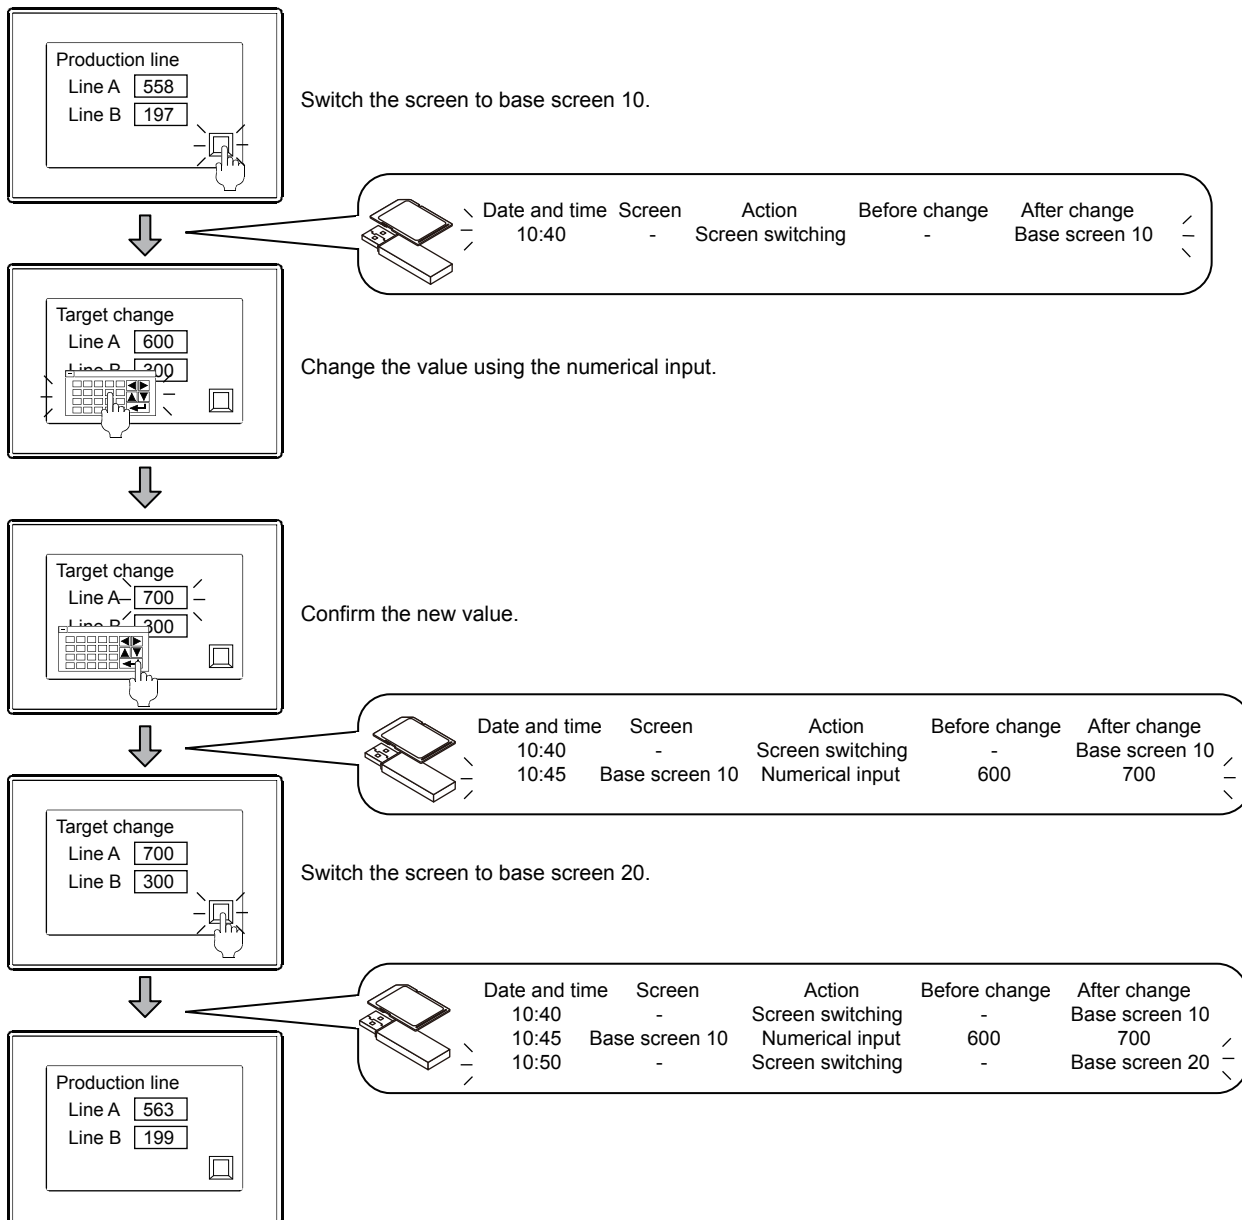 Production line
Line A 558
Line B 197
Switch the screen to base screen 10.
Date and time Screen Action Before change After change
10:40 - Screen switching - Base screen 10
Target change
Line A 600
Line B 300
Change the value using the numerical input.
Target change
Line A 700
Line B 300
Confirm the new value.
Date and time Screen Action Before change After change
10:40 - Screen switching - Base screen 10
10:45 Base screen 10 Numerical input 600 700
Target change
Line A 700
Line B 300
Switch the screen to base screen 20.
Date and time Screen Action Before change After change
10:40 - Screen switching - Base screen 10
10:45 Base screen 10 Numerical input 600 700
10:50 - Screen switching - Base screen 20
Production line
Line A 563
Line B 199